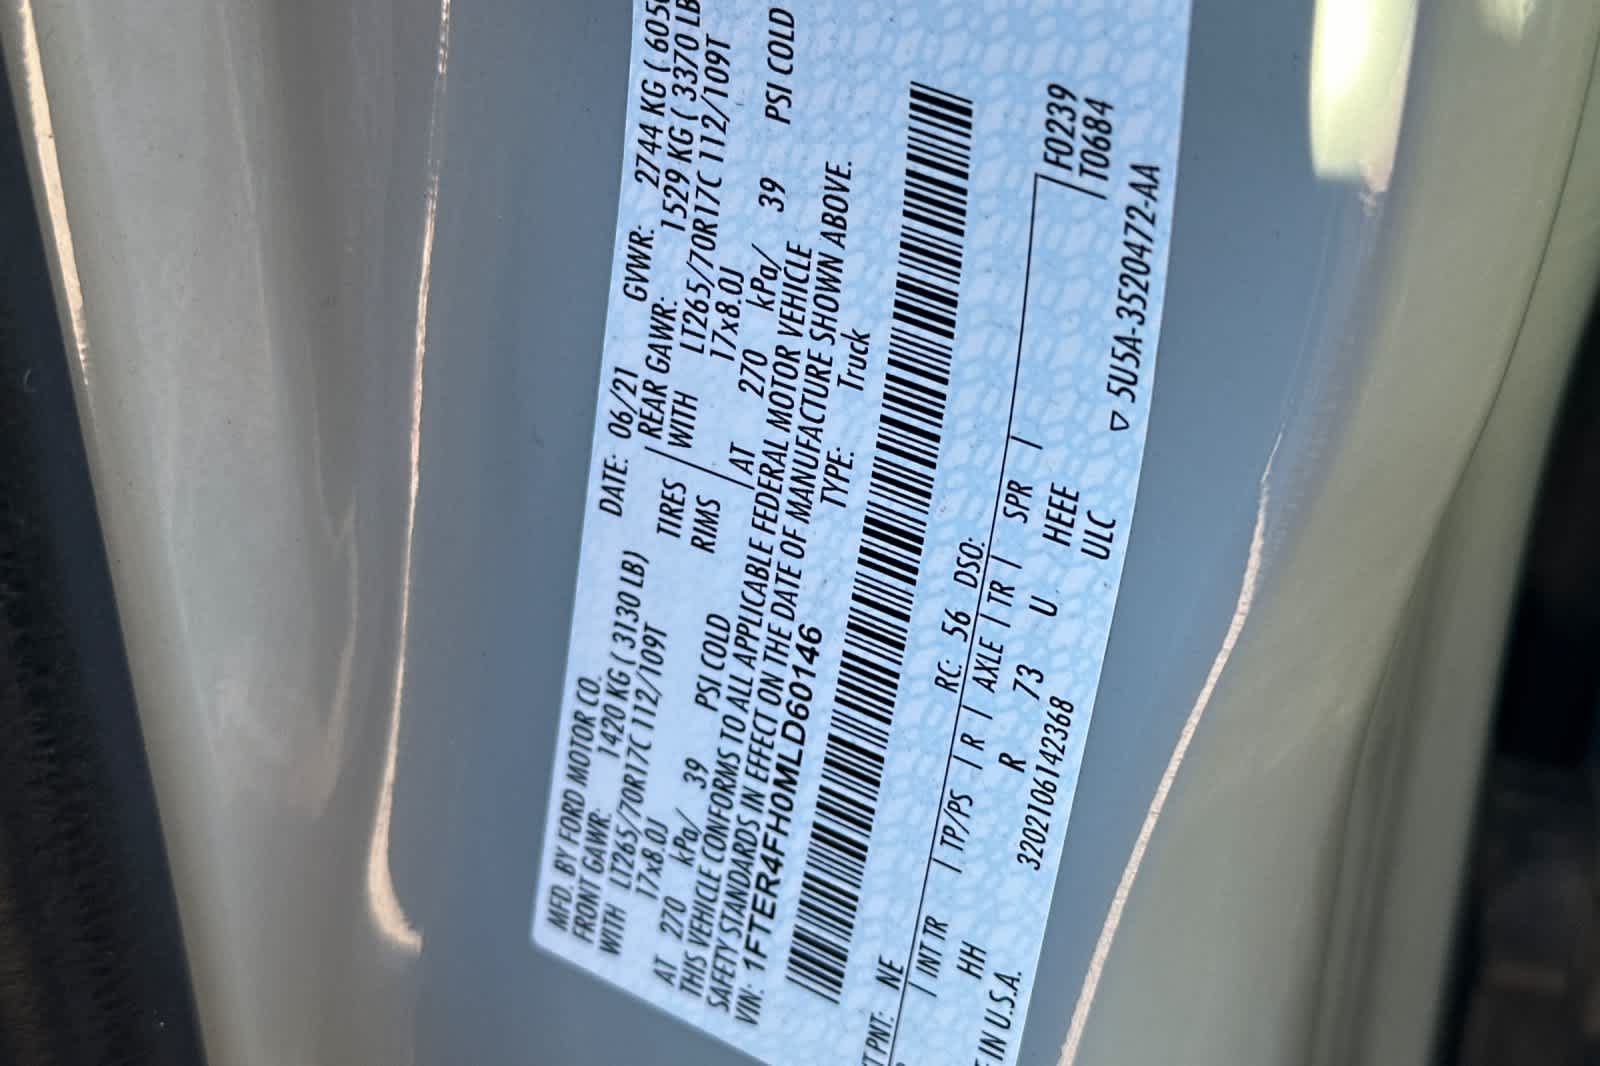 MFD. BY FORD MOTOR CO. DATE: 06/21 GVWR: 2744 KG ( 605
FRONT GAWR: 1420 KG ( 3130 LB) REAR GAWR: 1529 KG ( 3370 LB
WITH LT265/70R17C 112/109T TIRES WITH LT265/70R17C 112/109T
17x8.0J RIMS 17x8.0J
AT 270 kPa/ 39 PSI COLD AT 270 kPa/ 39 PSI COLD
THIS VEHICLE CONFORMS TO ALL APPLICABLE FEDERAL MOTOR VEHICLE
SAFETY STANDARDS IN EFFECT ON THE DATE OF MANUFACTURE SHOWN ABOVE.
VIN: 1FTER4FH0MLD60146 TYPE: Truck
T PNT: NE RC: 56 DSO:
INT TR TP/PS R AXLE TR SPR F0239
HH R 73 U HEEE T0684
IN U.S.A. 320210614236​8 ULC
▽ 5U5A-3520472-AA